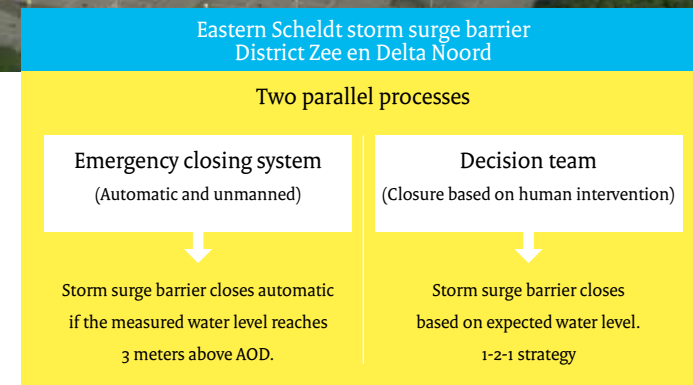 Eastern Scheldt storm surge barrier
District Zee en Delta Noord
Two parallel processes
Emergency closing system
(Automatic and unmanned)
Storm surge barrier closes automatic
if the measured water level reaches
3 meters above AOD.
Decision team
(Closure based on human intervention)
Storm surge barrier closes
based on expected water level.
1-2-1 strategy